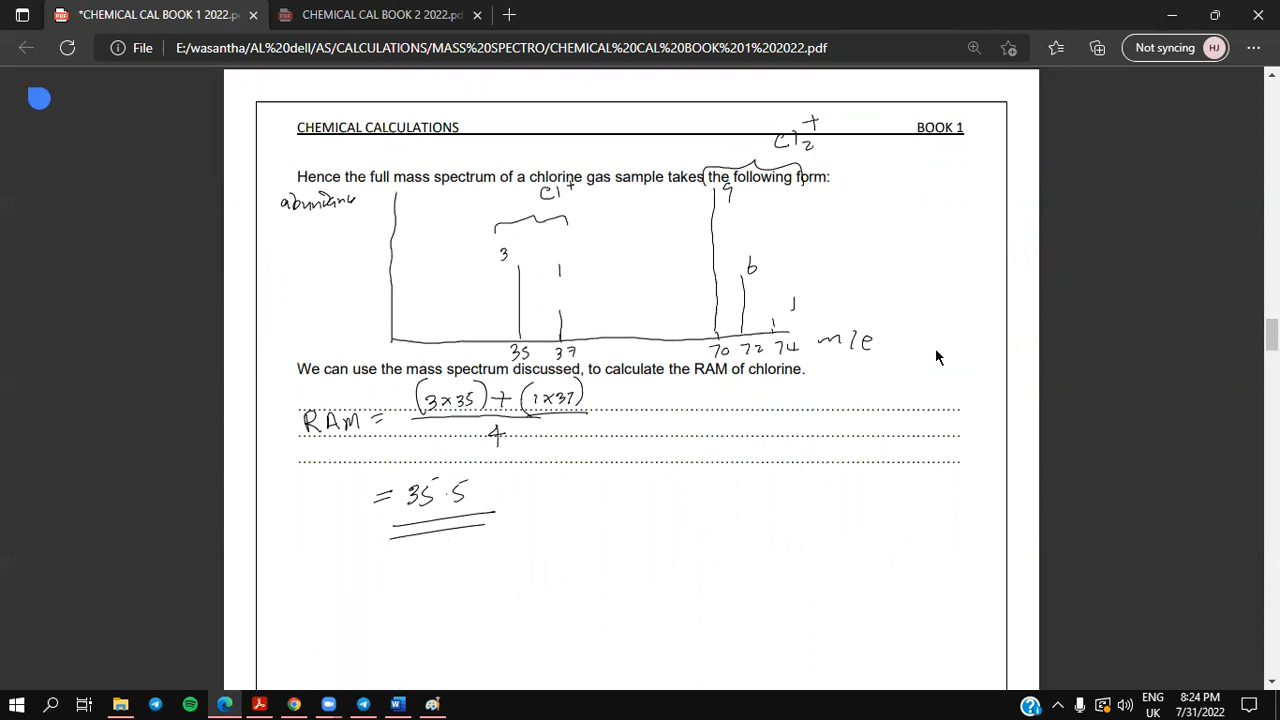 *CHEMICAL CAL BOOK 1 2022.p
CHEMICAL CAL BOOK 2 2022.pd
File
E:/wasantha/AL%20dell/AS/CALCULATIONS/MASS%20SPECTRO/CHEMICAL%20CAL%20BOOK%201%202022.pdf
Not syncing
HJ
CHEMICAL CALCULATIONS
BOOK 1
Cl2+
Hence the full mass spectrum of a chlorine gas sample takes the following form:
abundance
Cl+
9
3
1
6
1
35 37 70 72 74 m/e
We can use the mass spectrum discussed, to calculate the RAM of chlorine.
RAM = (3×35) + (1×37)
4
= 35.5
ENG
UK
8:24 PM
7/31/2022